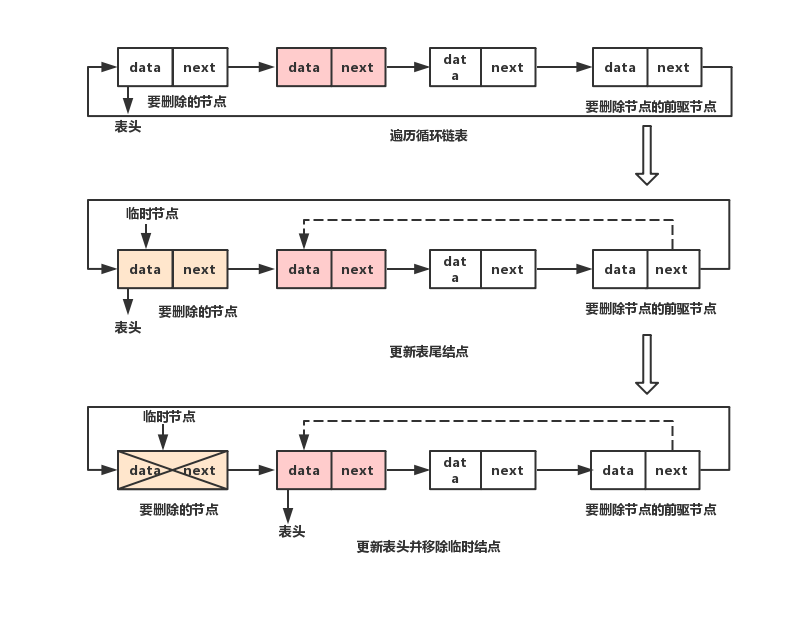 data next data next dat data next
a next
要删除的节点
要删除节点的前驱节点
表头
遍历循环链表
临时节点
data next data next dat data next
a next
要删除的节点
要删除节点的前驱节点
表头
更新表尾结点
临时节点
data next data next dat data next
a next
要删除的节点
要删除节点的前驱节点
表头
更新表头并移除临时结点